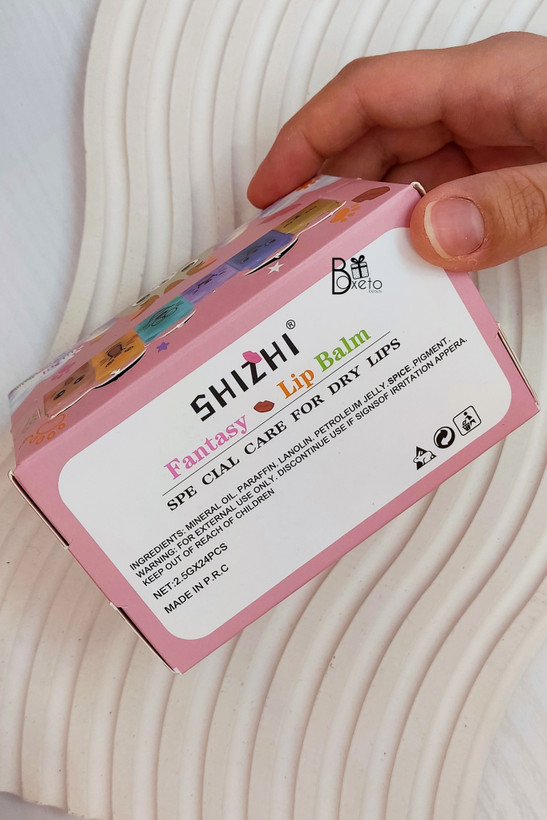 Boxeto
SHIZHI®
Fantasy Lip Balm
SPE CIAL CARE FOR DRY LIPS
INGREDIENTS: MINERAL OIL, PARAFFIN, LANOLIN, PETROLEUM JELLY, SPICE, PIGMENT.
WARNING: FOR EXTERNAL USE ONLY. DISCONTINUE USE IF SIGNSOF IRRITATION APPERA.
KEEP OUT OF REACH OF CHILDREN
NET:2.5GX24PCS
MADE IN P.R.C